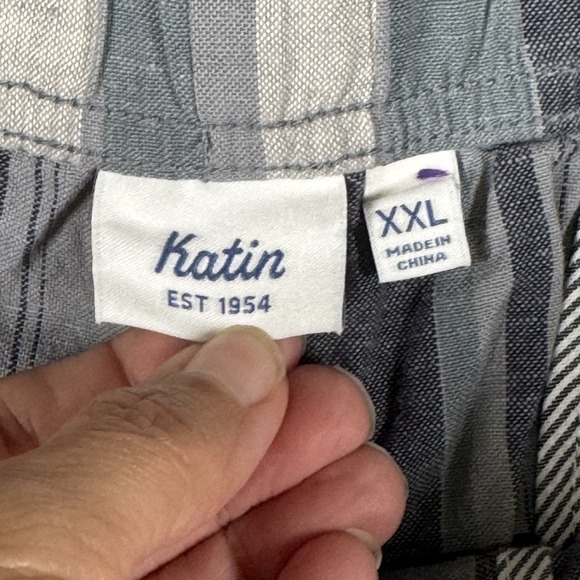 Katin
EST 1954
XXL
MADE IN
CHINA